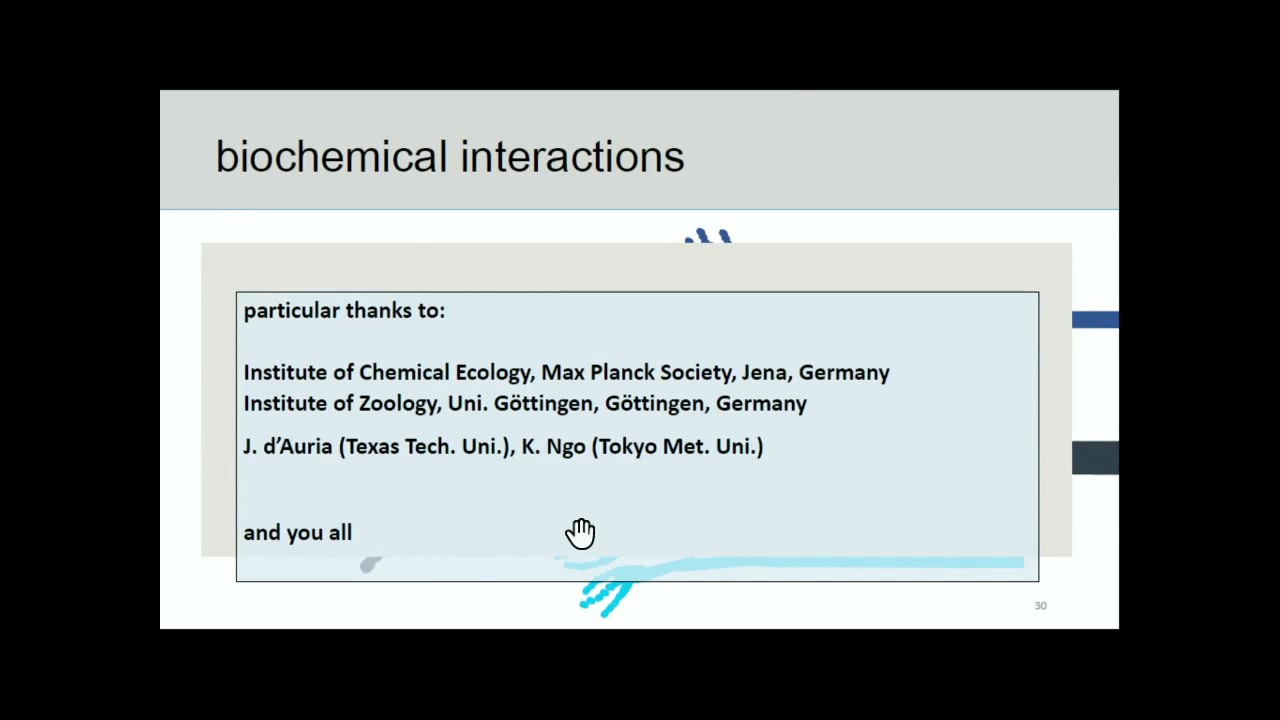 biochemical interactions
particular thanks to:
Institute of Chemical Ecology, Max Planck Society, Jena, Germany
Institute of Zoology, Uni. Göttingen, Göttingen, Germany
J. d’Auria (Texas Tech. Uni.), K. Ngo (Tokyo Met. Uni.)
and you all
30